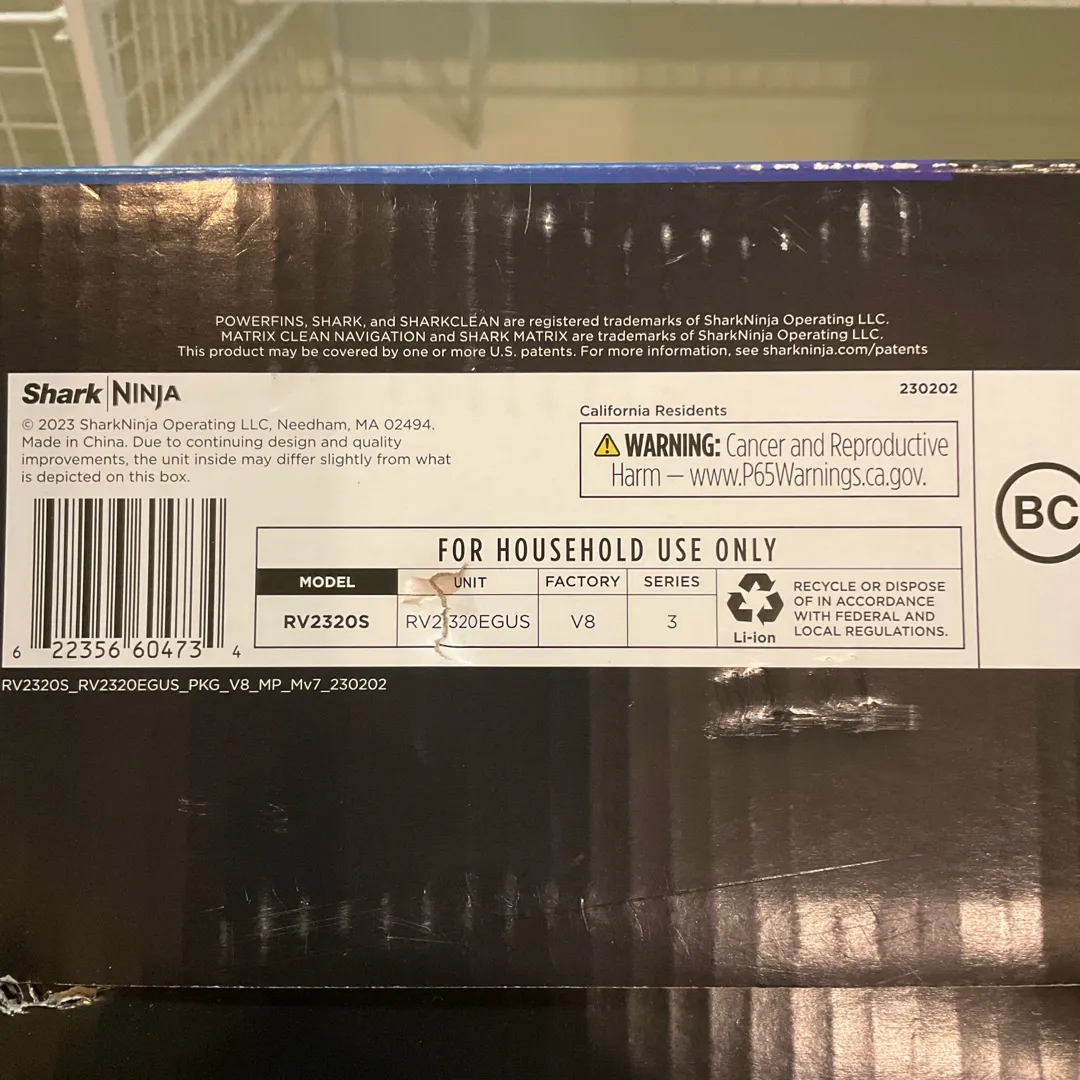 POWERFINS, SHARK, and SHARKCLEAN are registered trademarks of SharkNinja Operating LLC.
MATRIX CLEAN NAVIGATION and SHARK MATRIX are trademarks of SharkNinja Operating LLC.
This product may be covered by one or more U.S. patents. For more information, see sharkninja.com/patents
Shark NINJA
230202
© 2023 SharkNinja Operating LLC, Needham, MA 02494.
Made in China. Due to continuing design and quality
improvements, the unit inside may differ slightly from what
is depicted on this box.
California Residents
WARNING: Cancer and Reproductive
Harm — www.P65Warnings.ca.gov.
BC
6 22356 60473 4
FOR HOUSEHOLD USE ONLY
MODEL UNIT FACTORY SERIES
RV2320S RV2320EGUS V8 3
Li-ion
RECYCLE OR DISPOSE
OF IN ACCORDANCE
WITH FEDERAL AND
LOCAL REGULATIONS.
RV2320S_RV2320EGUS_PKG_V8_MP_Mv7_230202